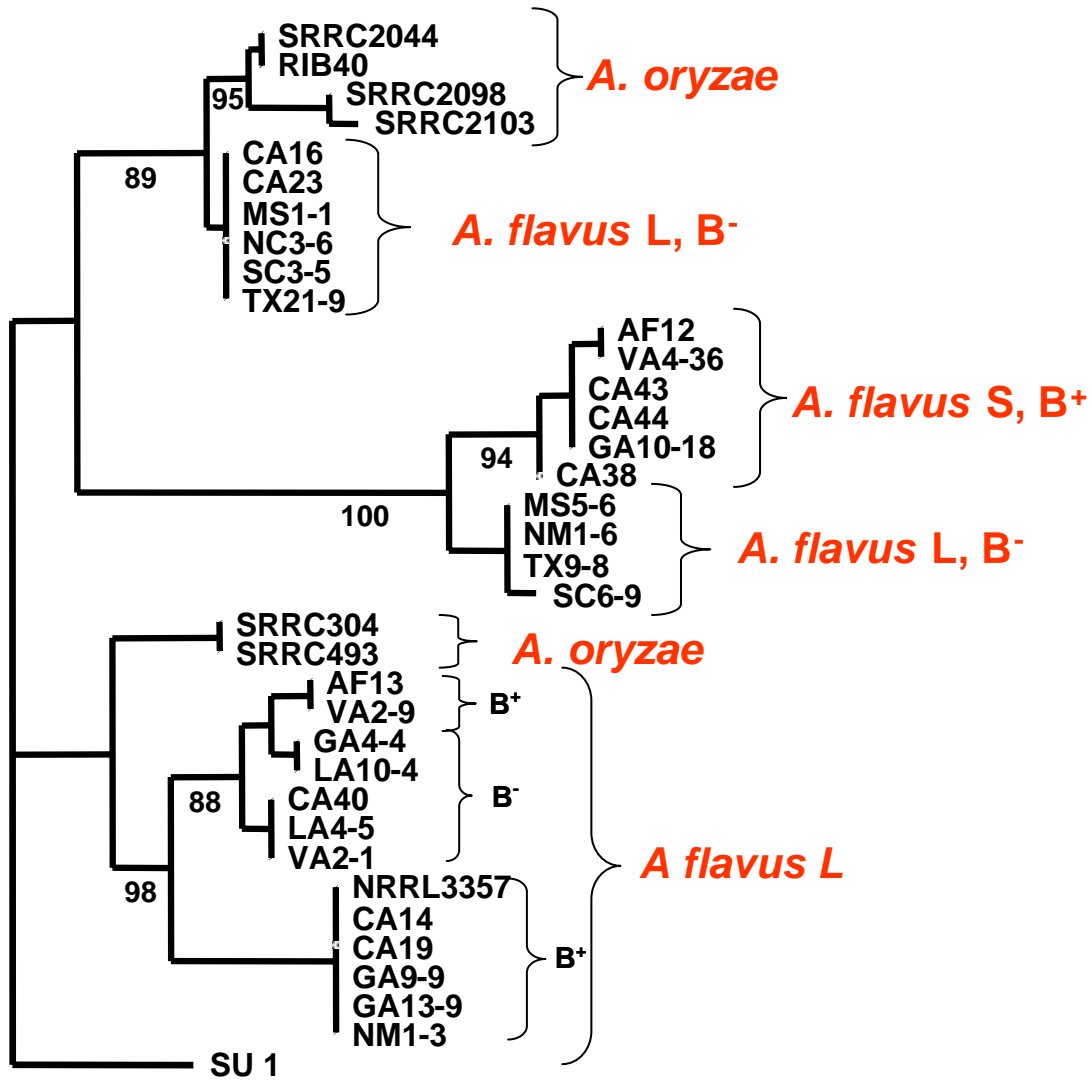 SRRC2044
RIB40
A. oryzae
95
SRRC2098
SRRC2103
CA16
89
CA23
MS1-1
A. flavus L, B⁻
NC3-6
SC3-5
TX21-9
AF12
VA4-36
CA43
A. flavus S, B⁺
CA44
GA10-18
94
CA38
MS5-6
100
NM1-6
A. flavus L, B⁻
TX9-8
SC6-9
SRRC304
A. oryzae
SRRC493
AF13
B⁺
VA2-9
GA4-4
LA10-4
88
B⁻
CA40
LA4-5
VA2-1
A flavus L
98
NRRL3357
CA14
CA19
B⁺
GA9-9
GA13-9
NM1-3
SU 1